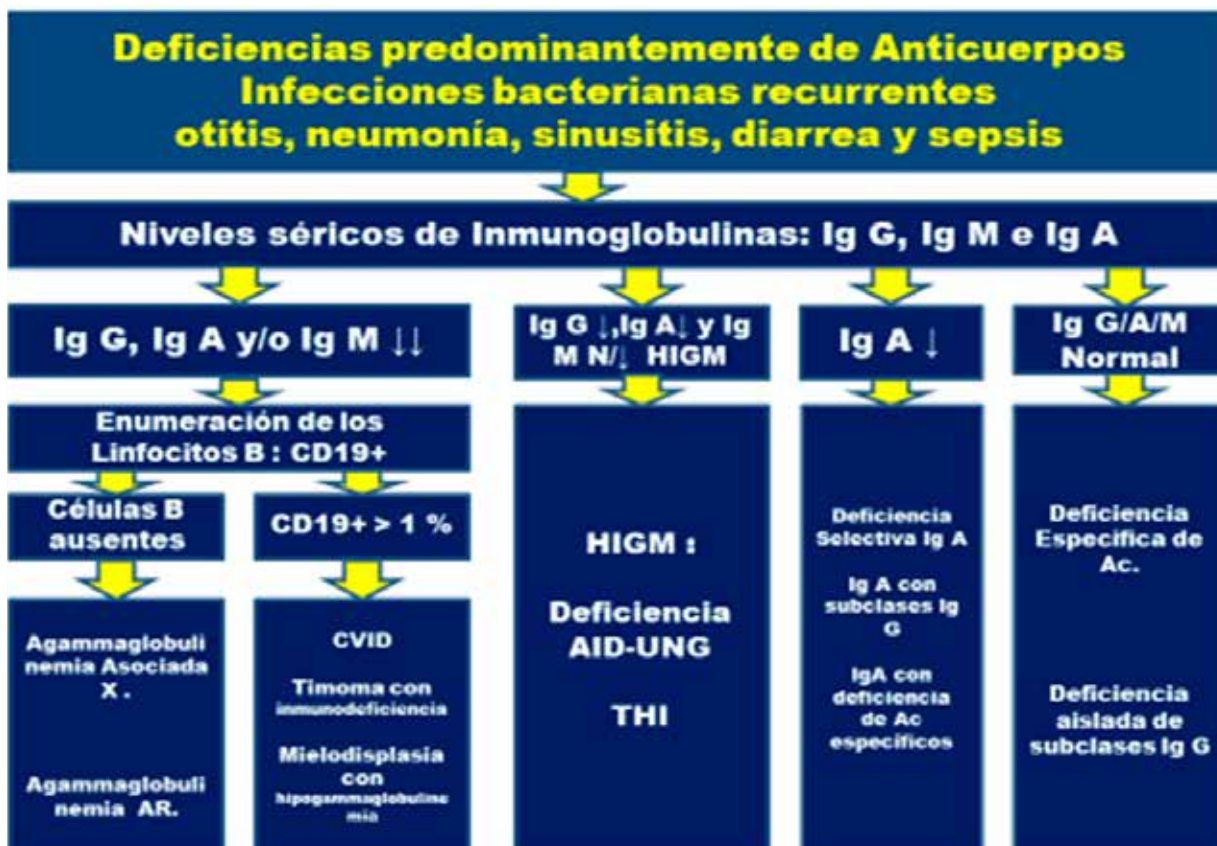 Deficiencias predominantemente de Anticuerpos
Infecciones bacterianas recurrentes
otitis, neumonía, sinusitis, diarrea y sepsis
Niveles séricos de Inmunoglobulinas: Ig G, Ig M e Ig A
Ig G, Ig A y/o Ig M ↓↓
Enumeración de los
Linfocitos B : CD19+
Células B
ausentes
Agammaglobuli
nemia Asociada
X .
Agammaglobuli
nemia AR.
CD19+ > 1 %
CVID
Timoma con
inmunodeficiencia
Mielodisplasia
con
hipogammaglobuline
mia
Ig G ↓,Ig A↓ y Ig
M N/↓ HIGM
HIGM :
Deficiencia
AID-UNG
THI
Ig A ↓
Deficiencia
Selectiva Ig A
Ig A con
subclases Ig
G
IgA con
deficiencia
de Ac
específicos
Ig G/A/M
Normal
Deficiencia
Específica de
Ac.
Deficiencia
aislada de
subclases Ig G